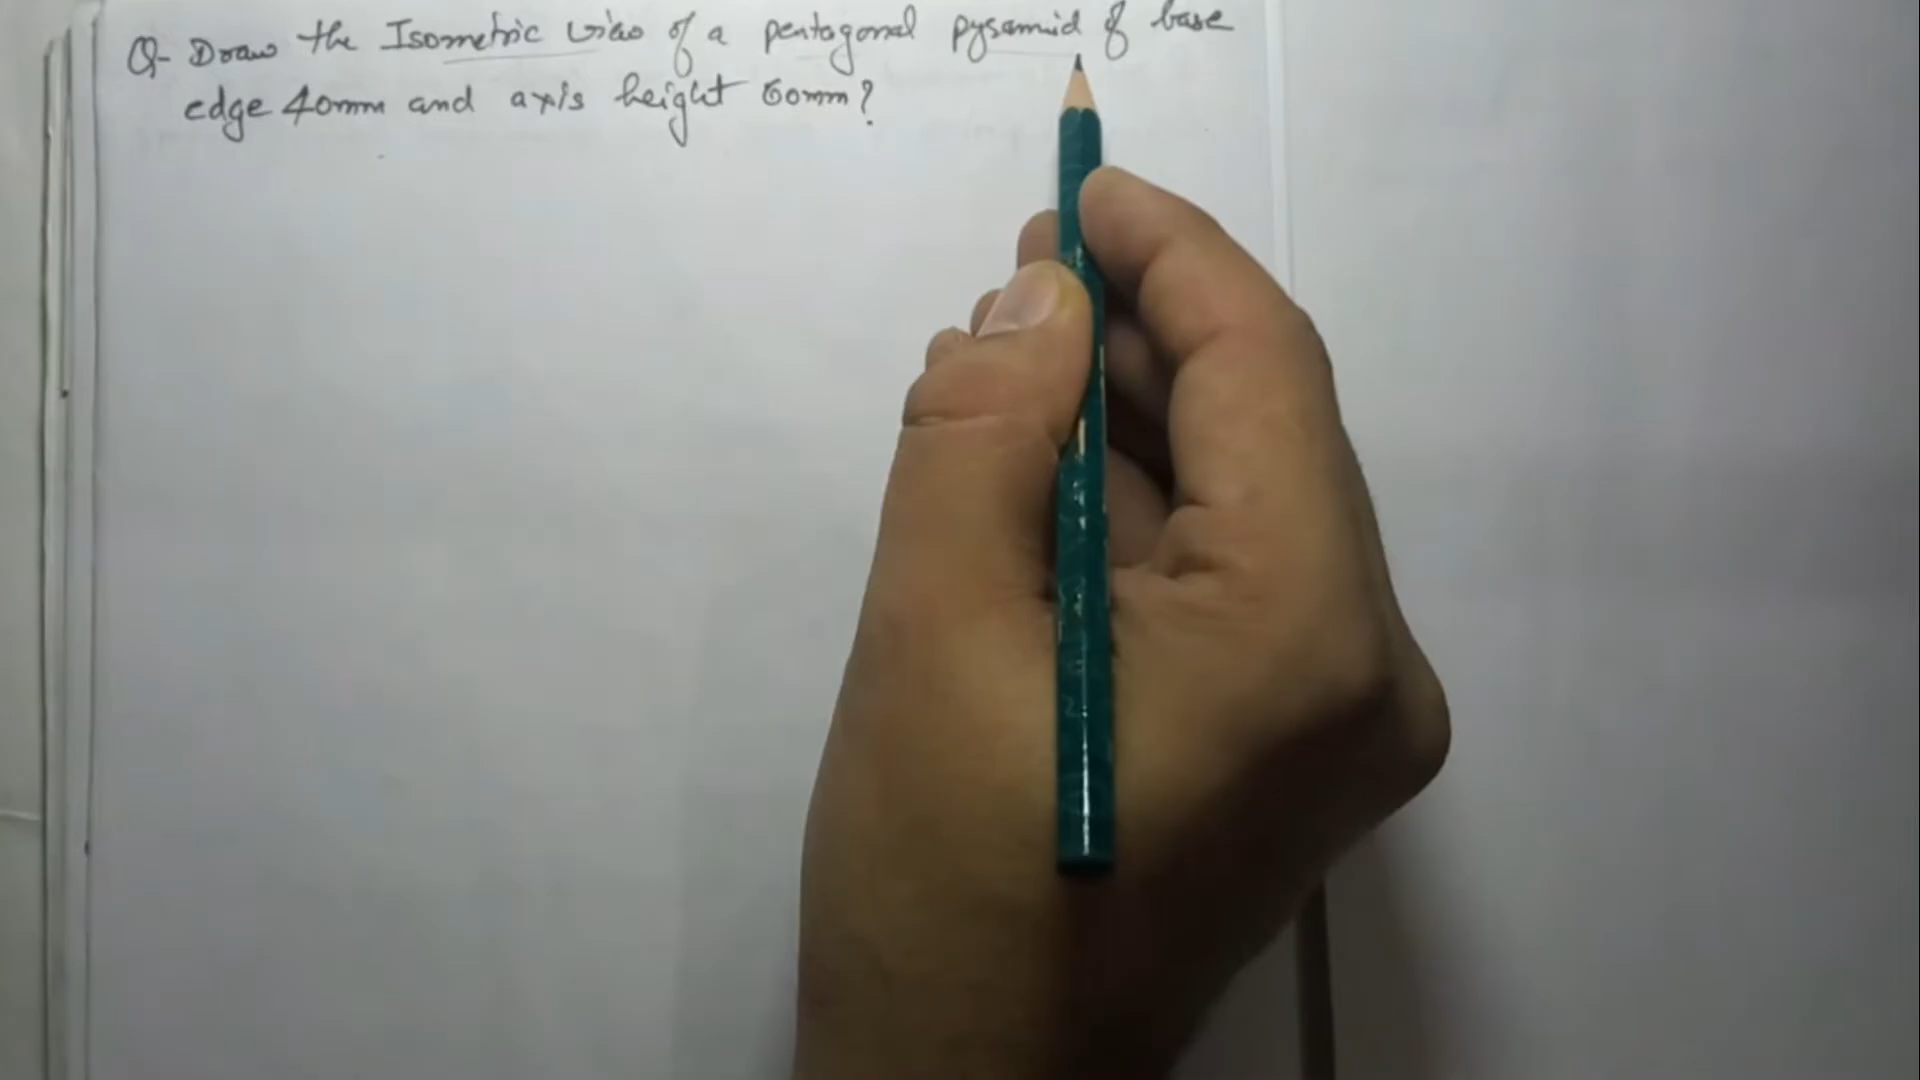 Q- Draw the Isometric view of a pentagonal pyramid of base
edge 40mm and axis height 60mm?